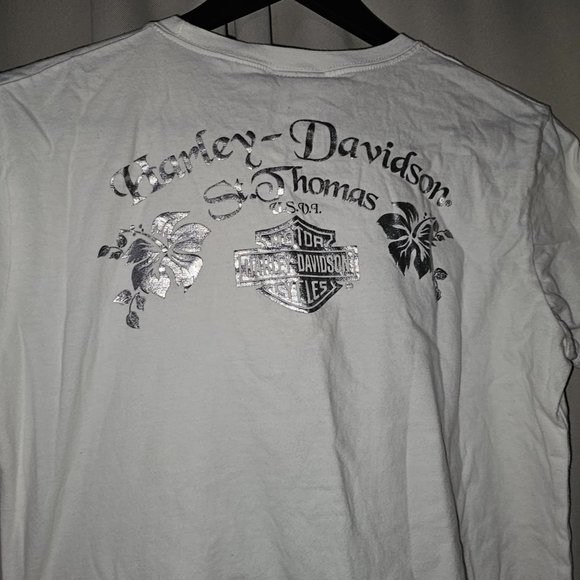 Harley-Davidson®
St. Thomas
U.S.V.I.
MOTOR
HARLEY-DAVIDSON
CYCLES